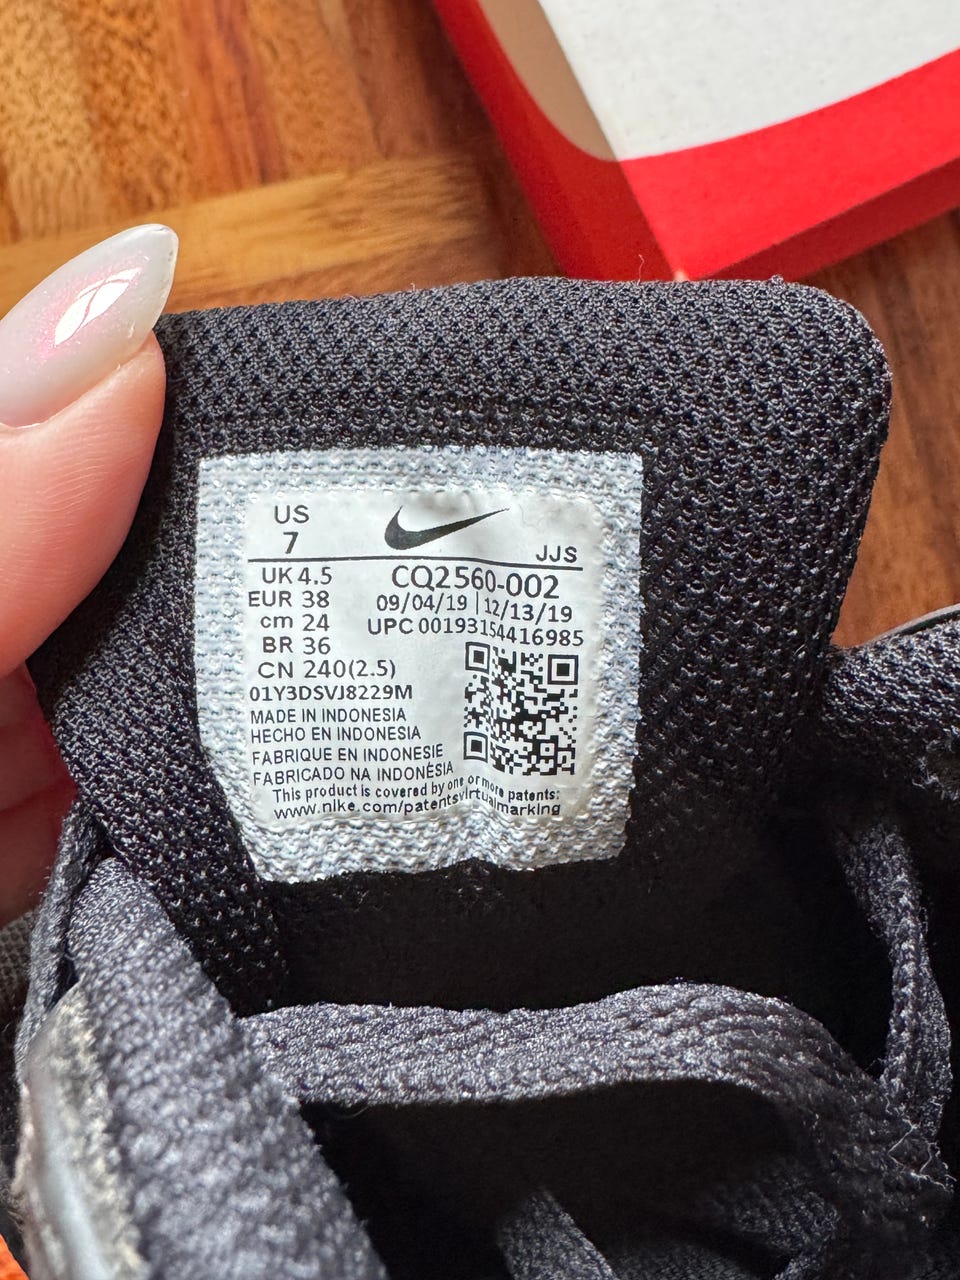 US
7
JJS
UK 4.5
CQ2560-002
EUR 38
09/04/19 | 12/13/19
cm 24
UPC 00193154416985
BR 36
CN 240(2.5)
01Y3DSVJ8229M
MADE IN INDONESIA
HECHO EN INDONESIA
FABRIQUE EN INDONESIE
FABRICADO NA INDONÉSIA
This product is covered by one or more patents:
www.nike.com/patentsvirtualmarking